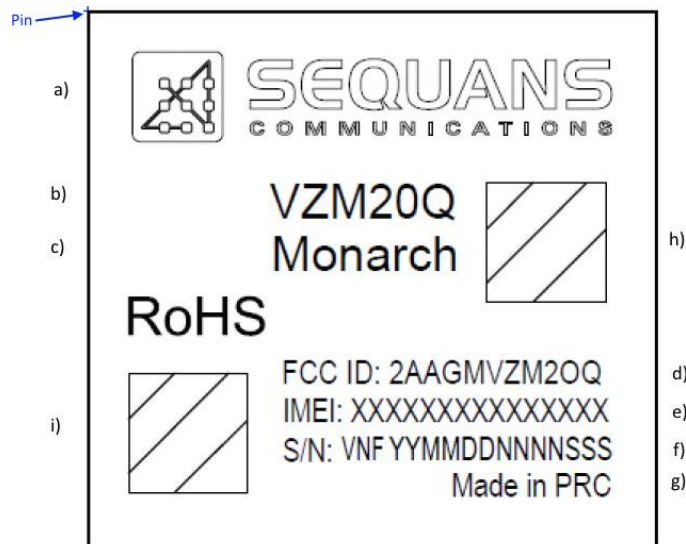 Pin
a)
SEQUANS
COMMUNICATIONS
b)
VZM20Q
c)
Monarch
h)
RoHS
FCC ID: 2AAGMVZM2OQ
d)
IMEI: XXXXXXXXXXXXXXX
e)
i)
S/N: VNF YYMMDDNNNNSSS
f)
Made in PRC
g)